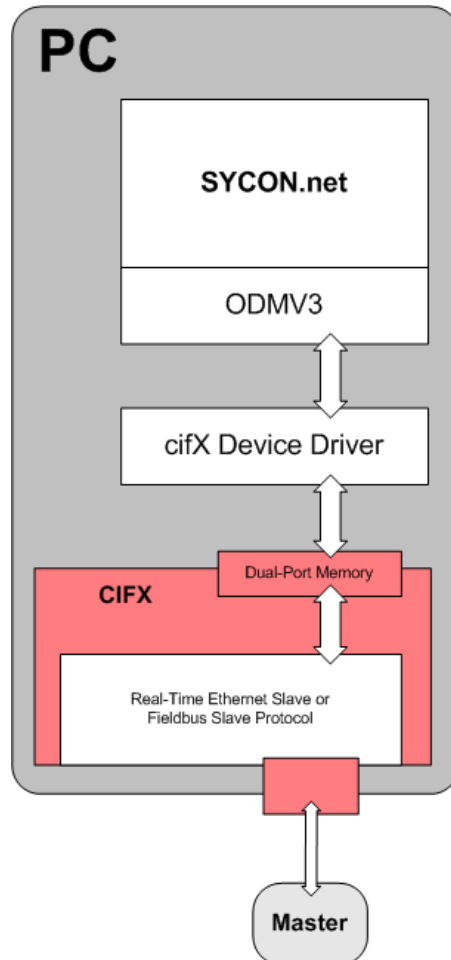 PC
SYCON.net
ODMV3
cifX Device Driver
Dual-Port Memory
CIFX
Real-Time Ethernet Slave or
Fieldbus Slave Protocol
Master